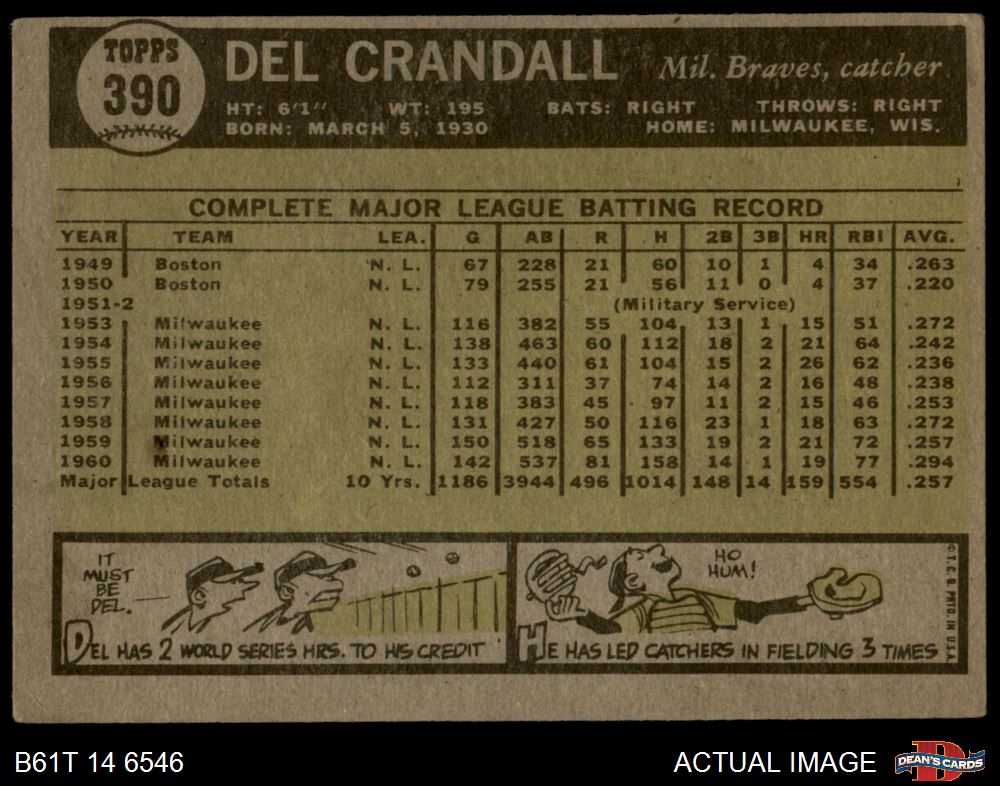 TOPPS
390
DEL CRANDALL Mil. Braves, catcher
HT: 6'1" WT: 195 BATS: RIGHT THROWS: RIGHT
BORN: MARCH 5, 1930 HOME: MILWAUKEE, WIS.
COMPLETE MAJOR LEAGUE BATTING RECORD
YEAR TEAM LEA. G AB R H 2B 3B HR RBI AVG.
1949 Boston N. L. 67 228 21 60 10 1 4 34 .263
1950 Boston N. L. 79 255 21 56 11 0 4 37 .220
1951-2 (Military Service)
1953 Milwaukee N. L. 116 382 55 104 13 1 15 51 .272
1954 Milwaukee N. L. 138 463 60 112 18 2 21 64 .242
1955 Milwaukee N. L. 133 440 61 104 15 2 26 62 .236
1956 Milwaukee N. L. 112 311 37 74 14 2 16 48 .238
1957 Milwaukee N. L. 118 383 45 97 11 2 15 46 .253
1958 Milwaukee N. L. 131 427 50 116 23 1 18 63 .272
1959 Milwaukee N. L. 150 518 65 133 19 2 21 72 .257
1960 Milwaukee N. L. 142 537 81 158 14 1 19 77 .294
Major League Totals 10 Yrs. 1186 3944 496 1014 148 14 159 554 .257
IT
MUST
BE
DEL.
DEL HAS 2 WORLD SERIES HRS. TO HIS CREDIT
HO
HUM!
HE HAS LED CATCHERS IN FIELDING 3 TIMES
© T. C. G. PRTD IN U.S.A.
B61T 14 6546
ACTUAL IMAGE
D
DEAN'S CARDS